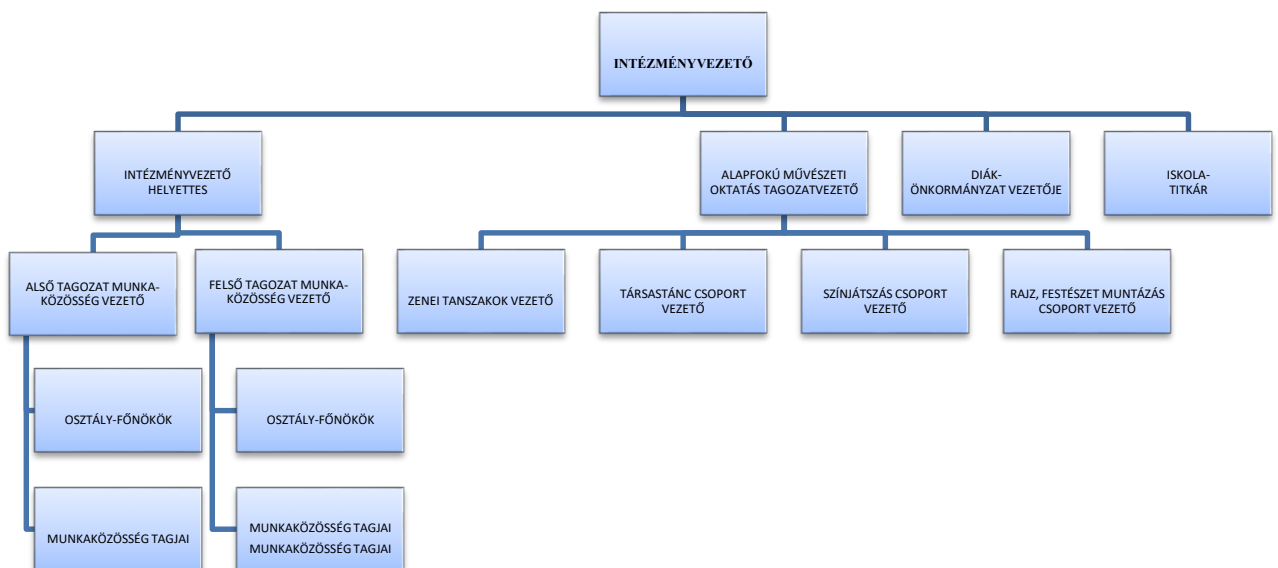 INTÉZMÉNYVEZETŐ
INTÉZMÉNYVEZETŐ
HELYETTES
ALAPFOKÚ MŰVÉSZETI
OKTATÁS TAGOZATVEZETŐ
DIÁK-
ÖNKORMÁNYZAT VEZETŐJE
ISKOLA-
TITKÁR
ALSŐ TAGOZAT MUNKA-
KÖZÖSSÉG VEZETŐ
FELSŐ TAGOZAT MUNKA-
KÖZÖSSÉG VEZETŐ
ZENEI TANSZAKOK VEZETŐ
TÁRSASTÁNC CSOPORT
VEZETŐ
SZÍNJÁTSZÁS CSOPORT
VEZETŐ
RAJZ, FESTÉSZET MUNTÁZÁS
CSOPORT VEZETŐ
OSZTÁLY-FŐNÖKÖK
OSZTÁLY-FŐNÖKÖK
MUNKAKÖZÖSSÉG TAGJAI
MUNKAKÖZÖSSÉG TAGJAI
MUNKAKÖZÖSSÉG TAGJAI